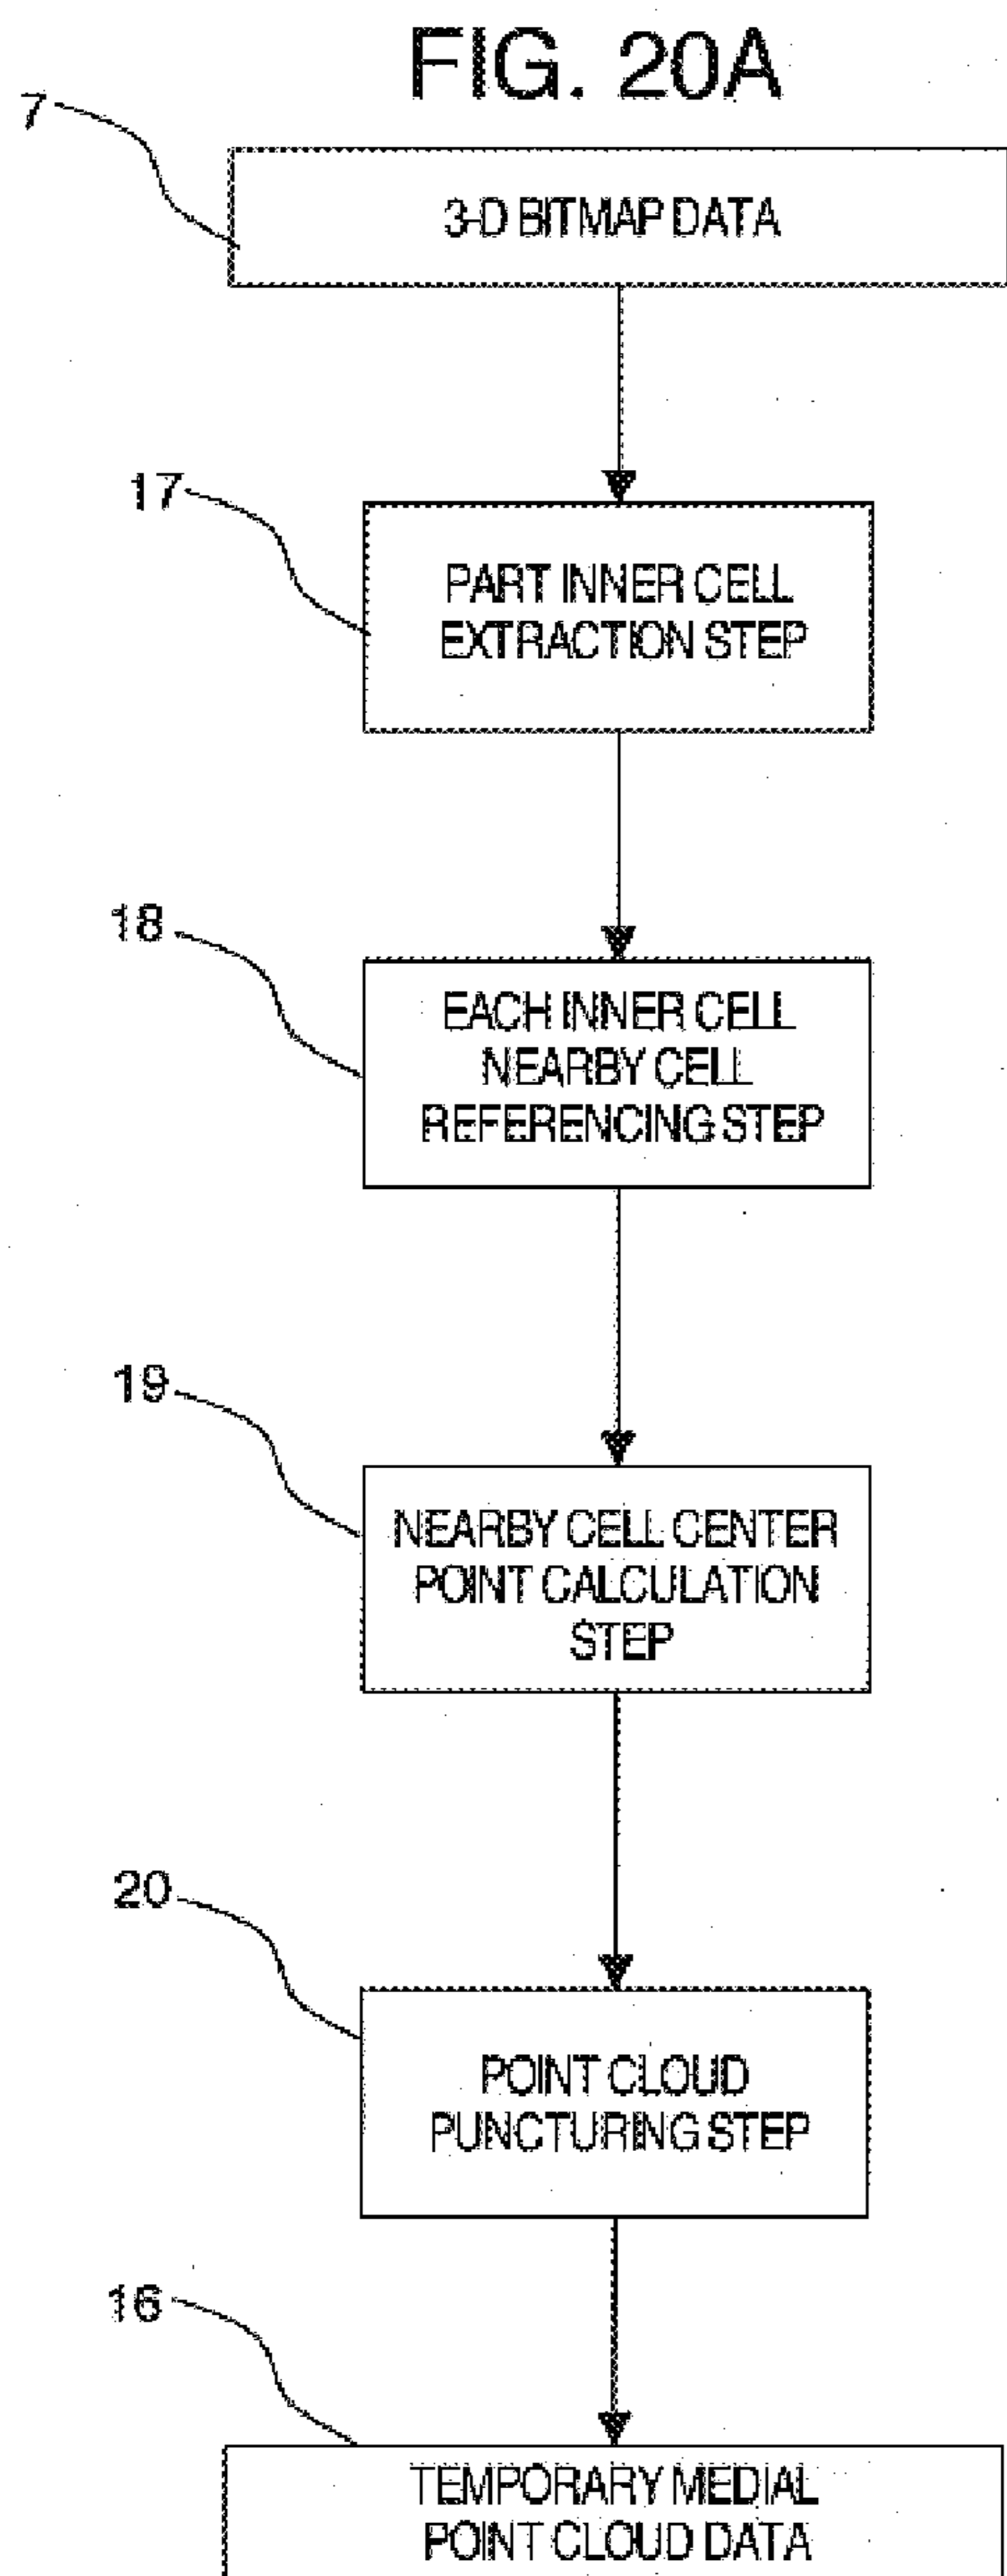 FIG. 20A
7
3-D BITMAP DATA
17
PART INNER CELL
EXTRACTION STEP
18
EACH INNER CELL
NEARBY CELL
REFERENCING STEP
19
NEARBY CELL CENTER
POINT CALCULATION
STEP
20
POINT CLOUD
PUNCTURING STEP
16
TEMPORARY MEDIAL
POINT CLOUD DATA